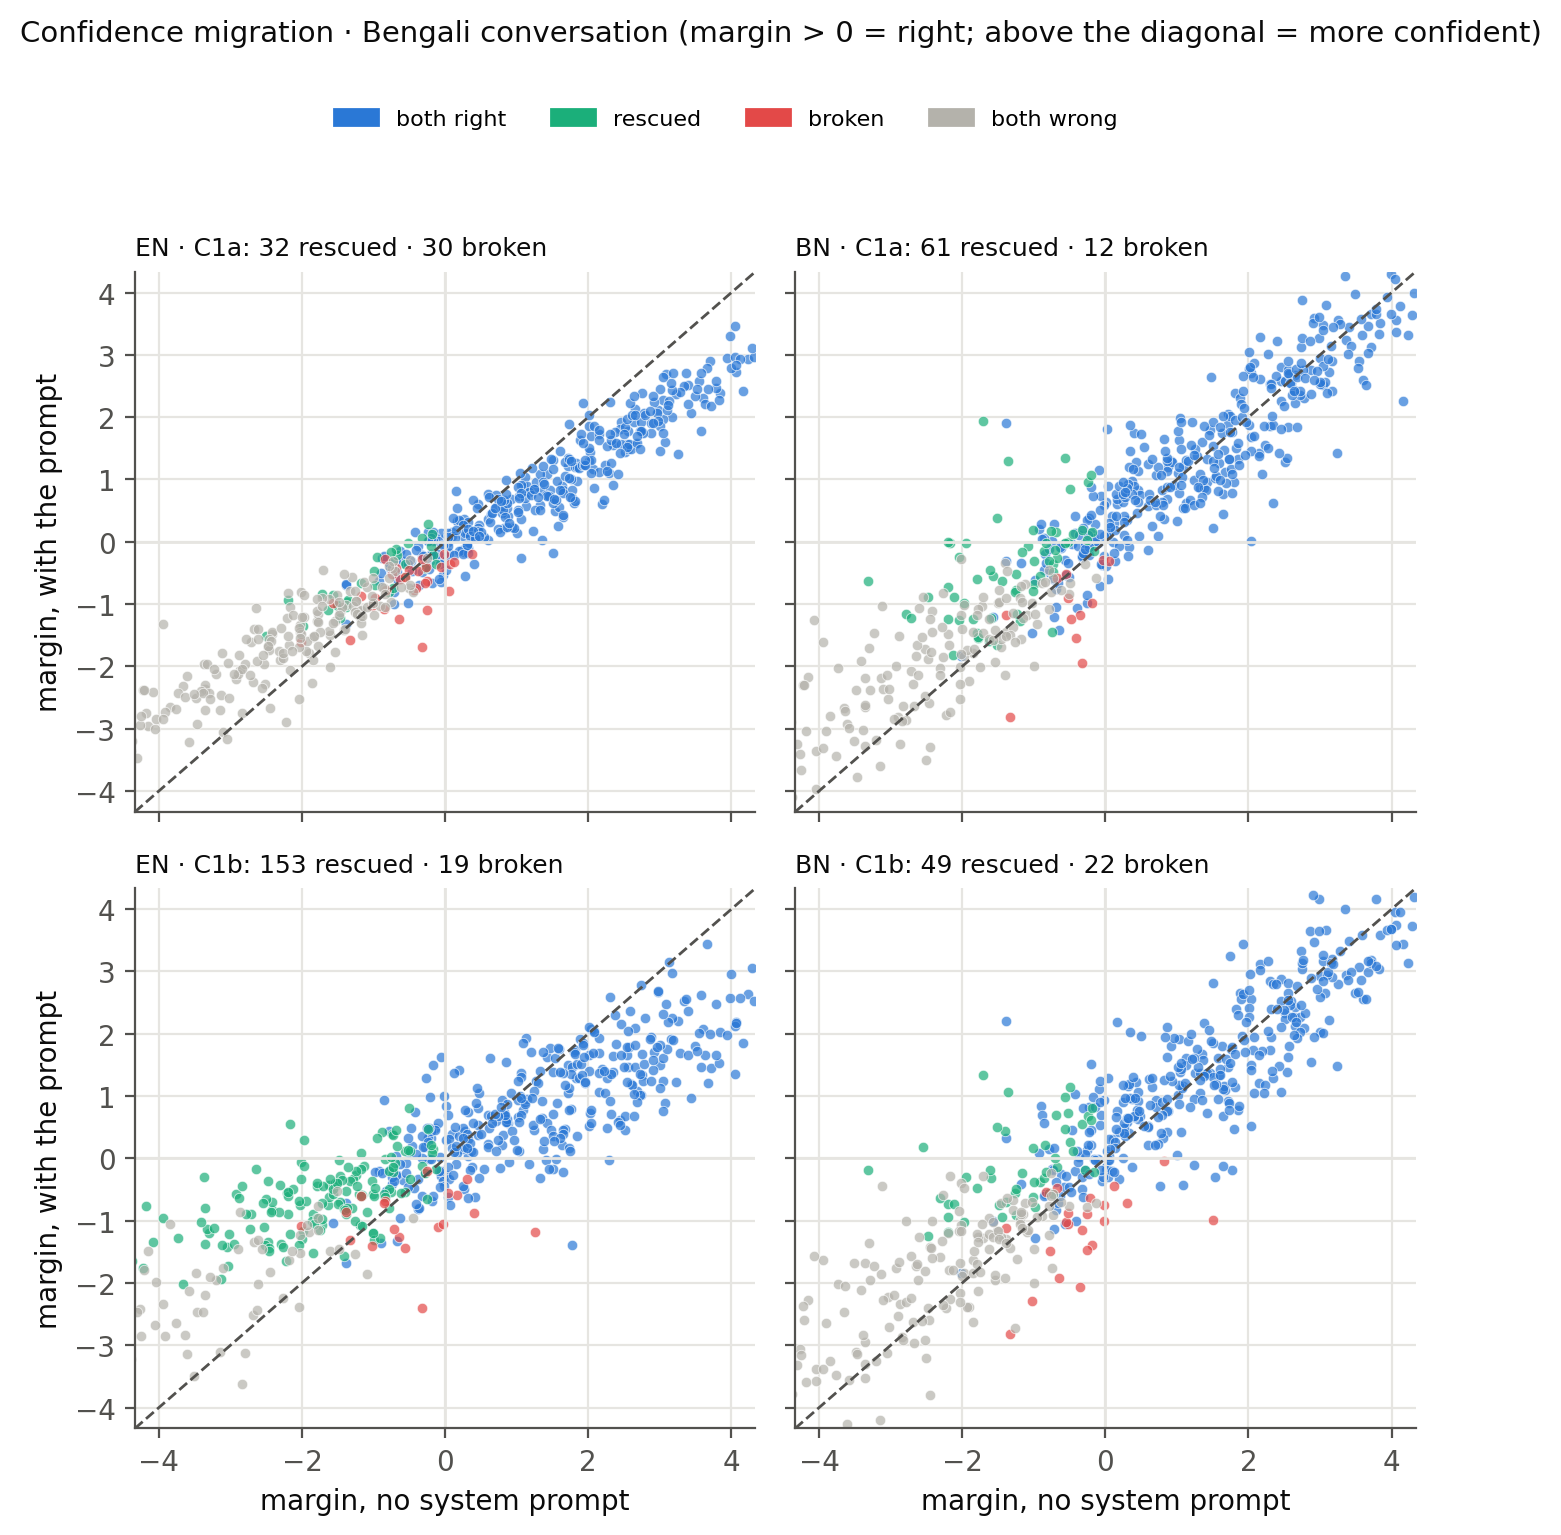 Confidence migration · Bengali conversation (margin > 0 = right; above the diagonal = more confident)
both right
rescued
broken
both wrong
EN · C1a: 32 rescued · 30 broken
BN · C1a: 61 rescued · 12 broken
4
3
2
1
0
−1
−2
−3
−4
margin, with the prompt
EN · C1b: 153 rescued · 19 broken
BN · C1b: 49 rescued · 22 broken
4
3
2
1
0
−1
−2
−3
−4
margin, with the prompt
−4 −2 0 2 4
−4 −2 0 2 4
margin, no system prompt
margin, no system prompt